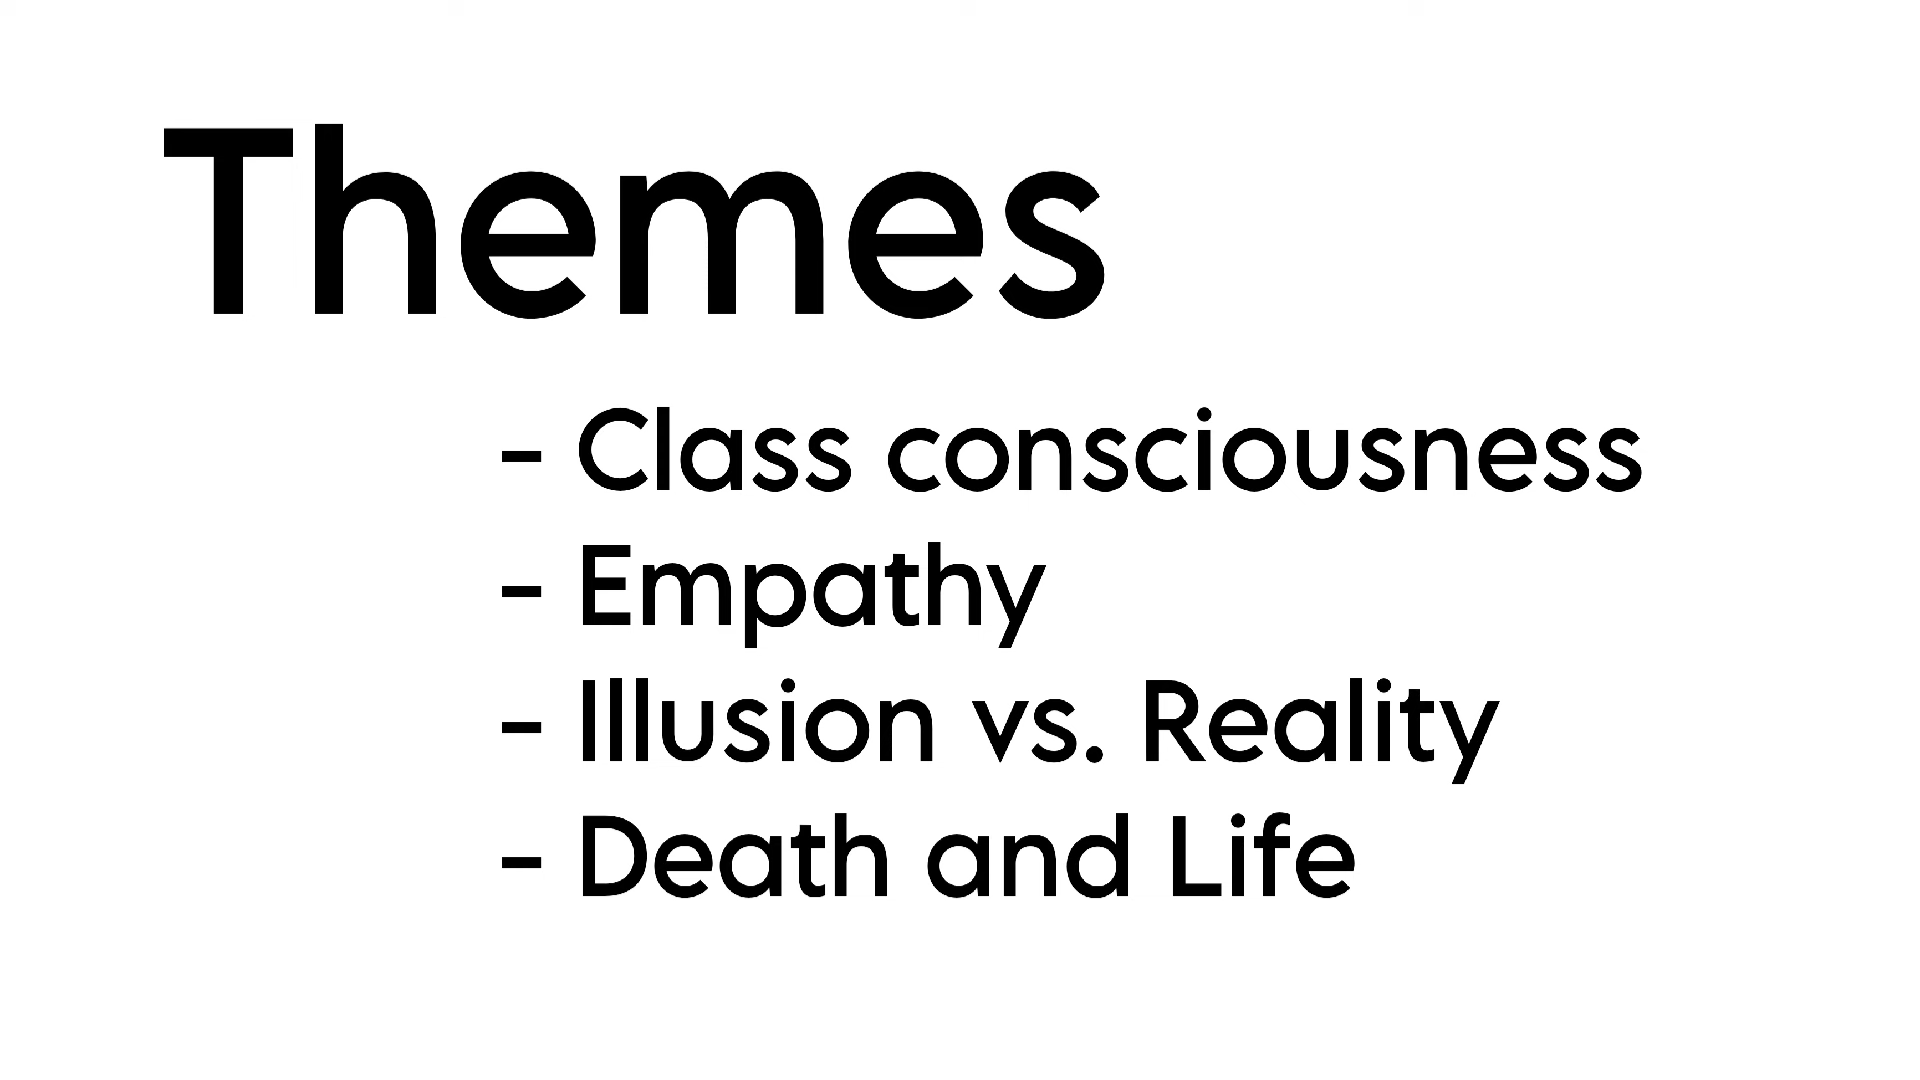 Themes
- Class consciousness
- Empathy
- Illusion vs. Reality
- Death and Life